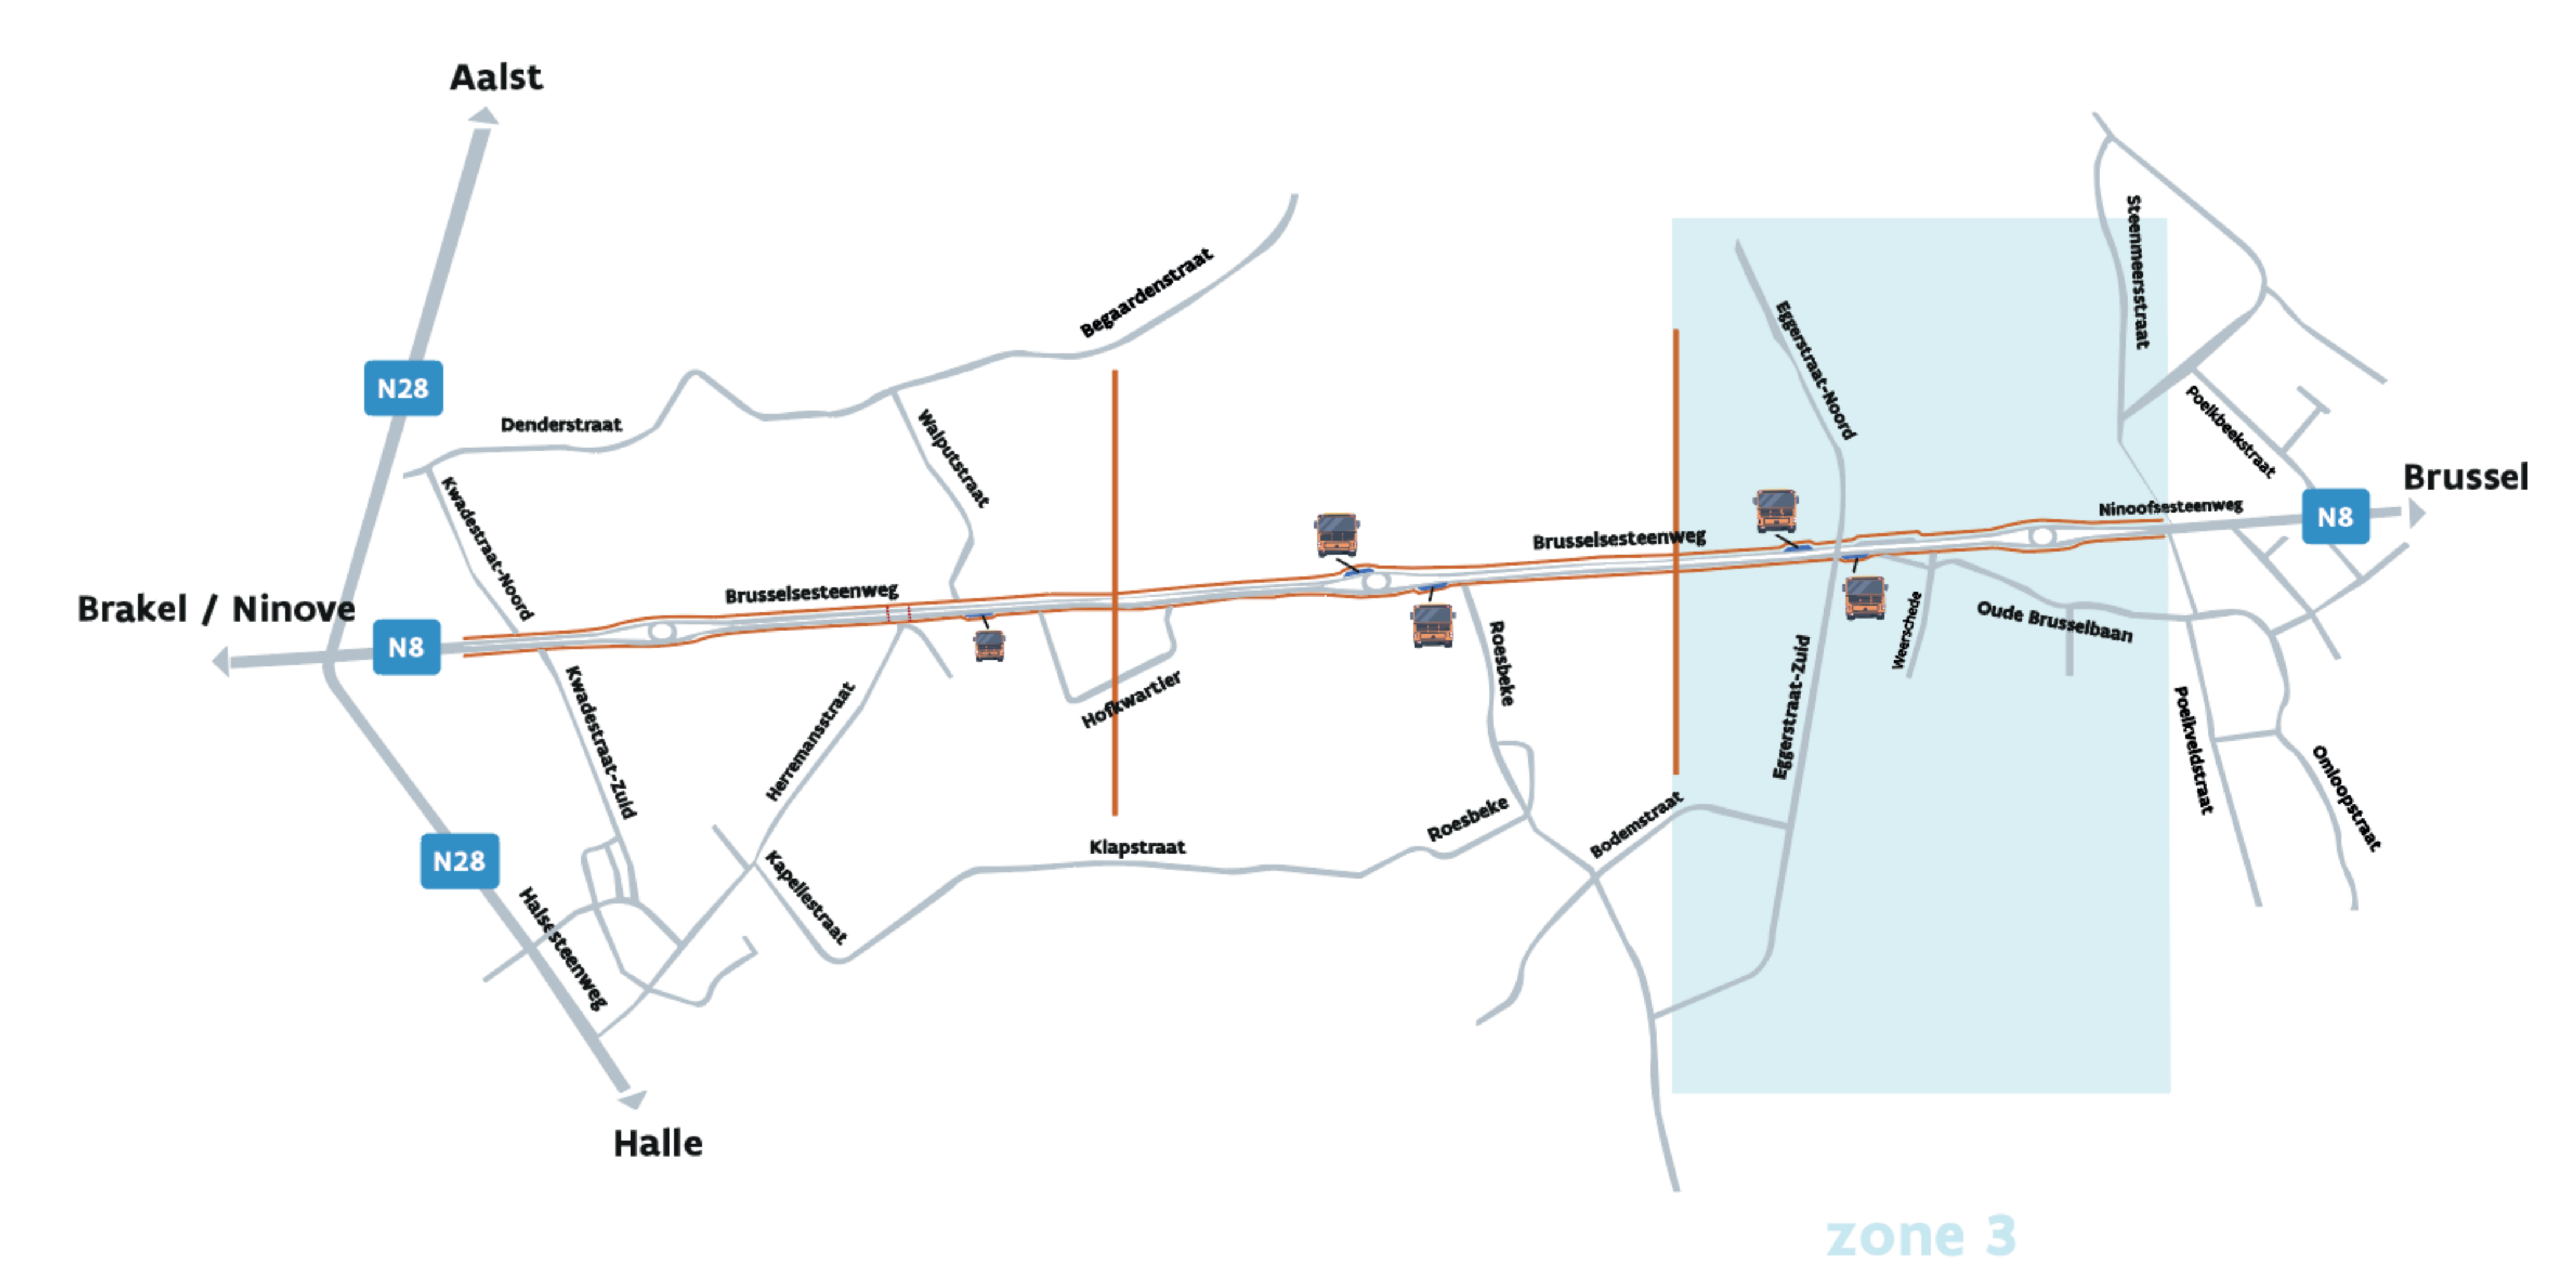 Aalst
Steenmeersstraat
Begaardenstraat
Eggerstraat-Noord
N28
Denderstraat
Walputstraat
Poelkbeekstraat
Brussel
Kwadestraat-Noord
Ninoofsesteenweg
N8
Brusselsesteenweg
Brusselsesteenweg
Brakel / Ninove
N8
Weerschede
Oude Brusselbaan
Roesbeke
Eggerstraat-Zuid
Hofkwartier
Herremansstraat
Kwadestraat-Zuid
Poelkveldstraat
Omloopstraat
Bodemstraat
Roesbeke
Klapstraat
N28
Kapellestraat
Halsesteenweg
Halle
zone 3